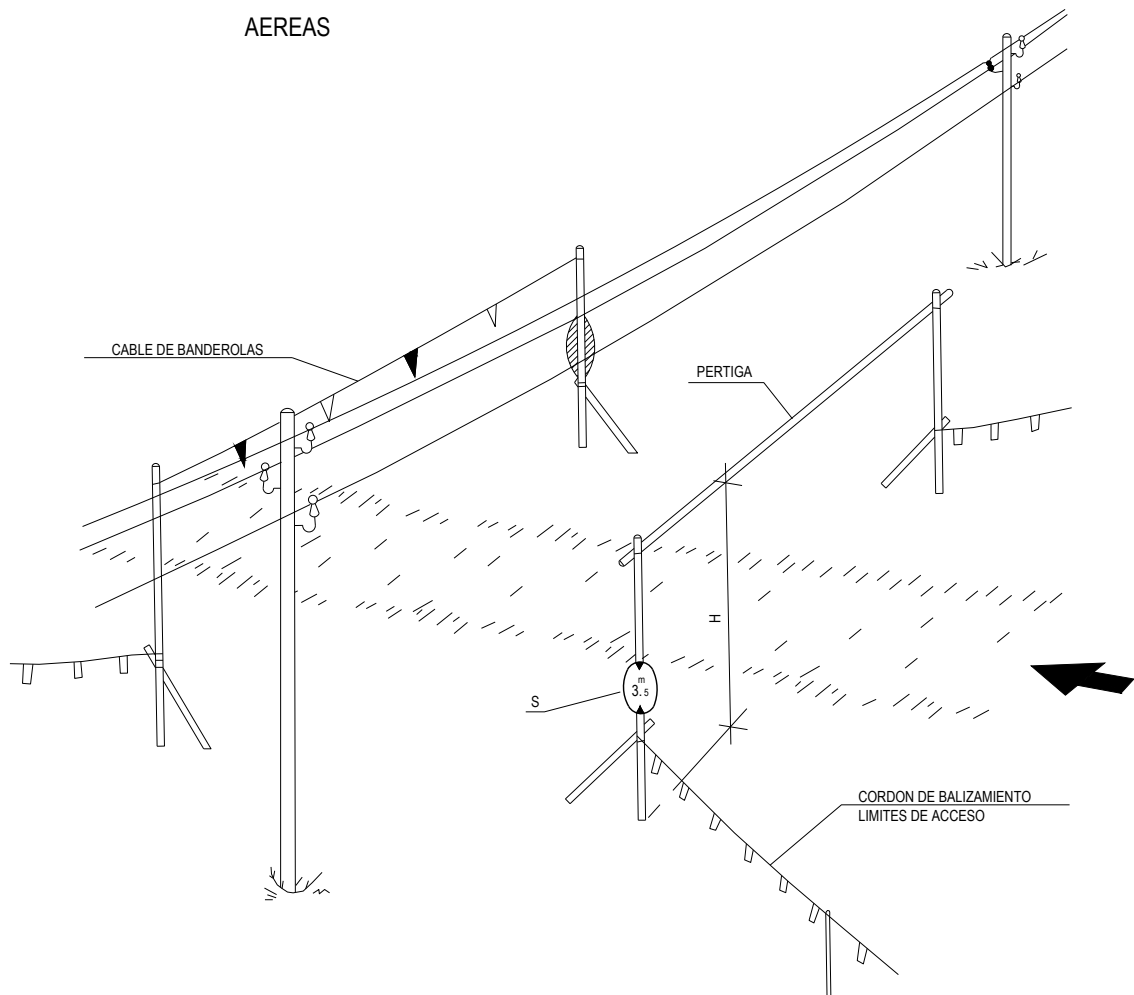 AEREAS
CABLE DE BANDEROLAS
PERTIGA
H
m
3.5
S
CORDON DE BALIZAMIENTO
LIMITES DE ACCESO